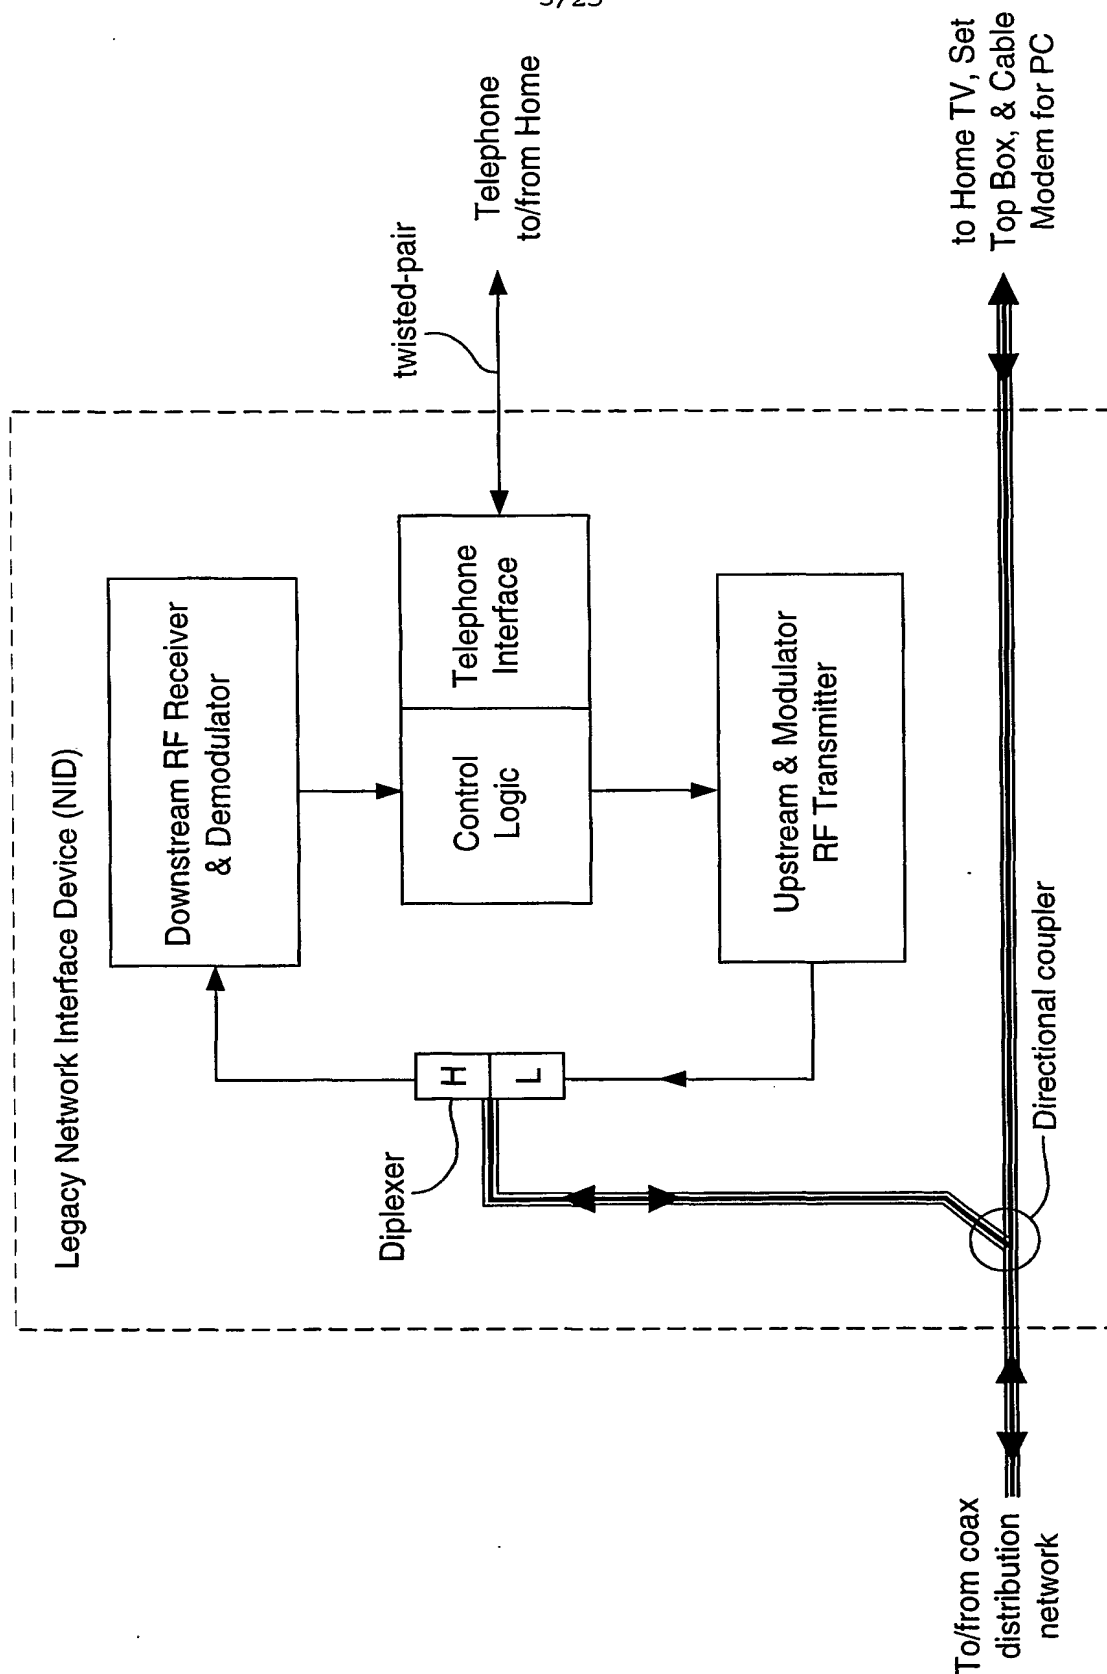 Legacy Network Interface Device (NID)
Downstream RF Receiver
& Demodulator
Diplexer
H
L
Control
Logic
Telephone
Interface
twisted-pair
Telephone
to/from Home
Upstream & Modulator
RF Transmitter
To/from coax
distribution
network
Directional coupler
to Home TV, Set
Top Box, & Cable
Modem for PC